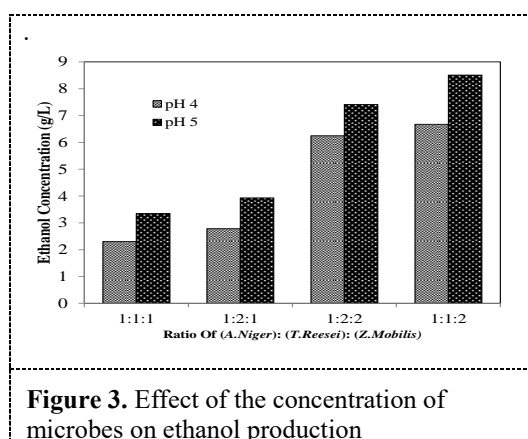 .
9
8
7
6
5
4
3
2
1
0
Ethanol Concentration (g/L)
pH 4
pH 5
1:1:1 1:2:1 1:2:2 1:1:2
Ratio Of (A.Niger): (T.Reesei): (Z.Mobilis)
Figure 3. Effect of the concentration of
microbes on ethanol production